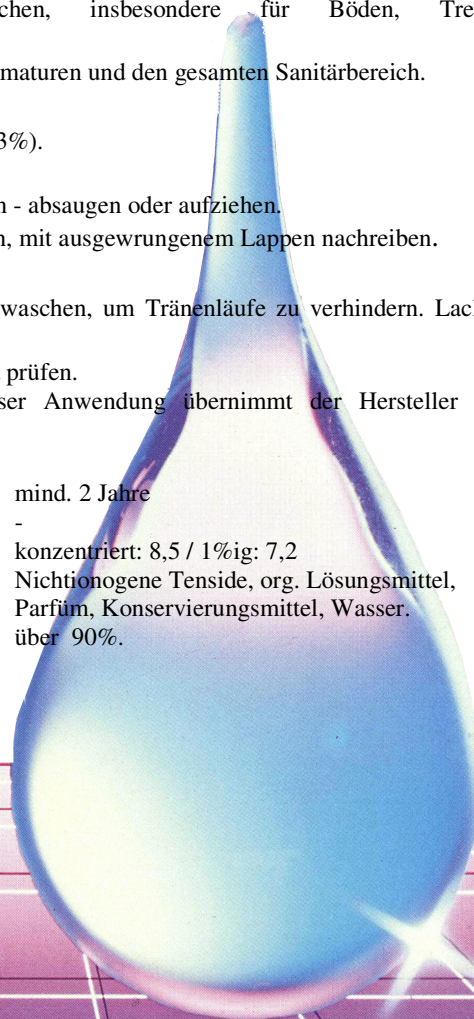 chen, insbesondere für Böden, Tre
maturen und den gesamten Sanitärbereich.
3%).
n - absaugen oder aufziehen.
n, mit ausgewrungenem Lappen nachreiben.
waschen, um Tränenläufe zu verhindern. Lacl
prüfen.
ser Anwendung übernimmt der Hersteller
mind. 2 Jahre
-
konzentriert: 8,5 / 1%ig: 7,2
Nichtionogene Tenside, org. Lösungsmittel,
Parfüm, Konservierungsmittel, Wasser.
über 90%.